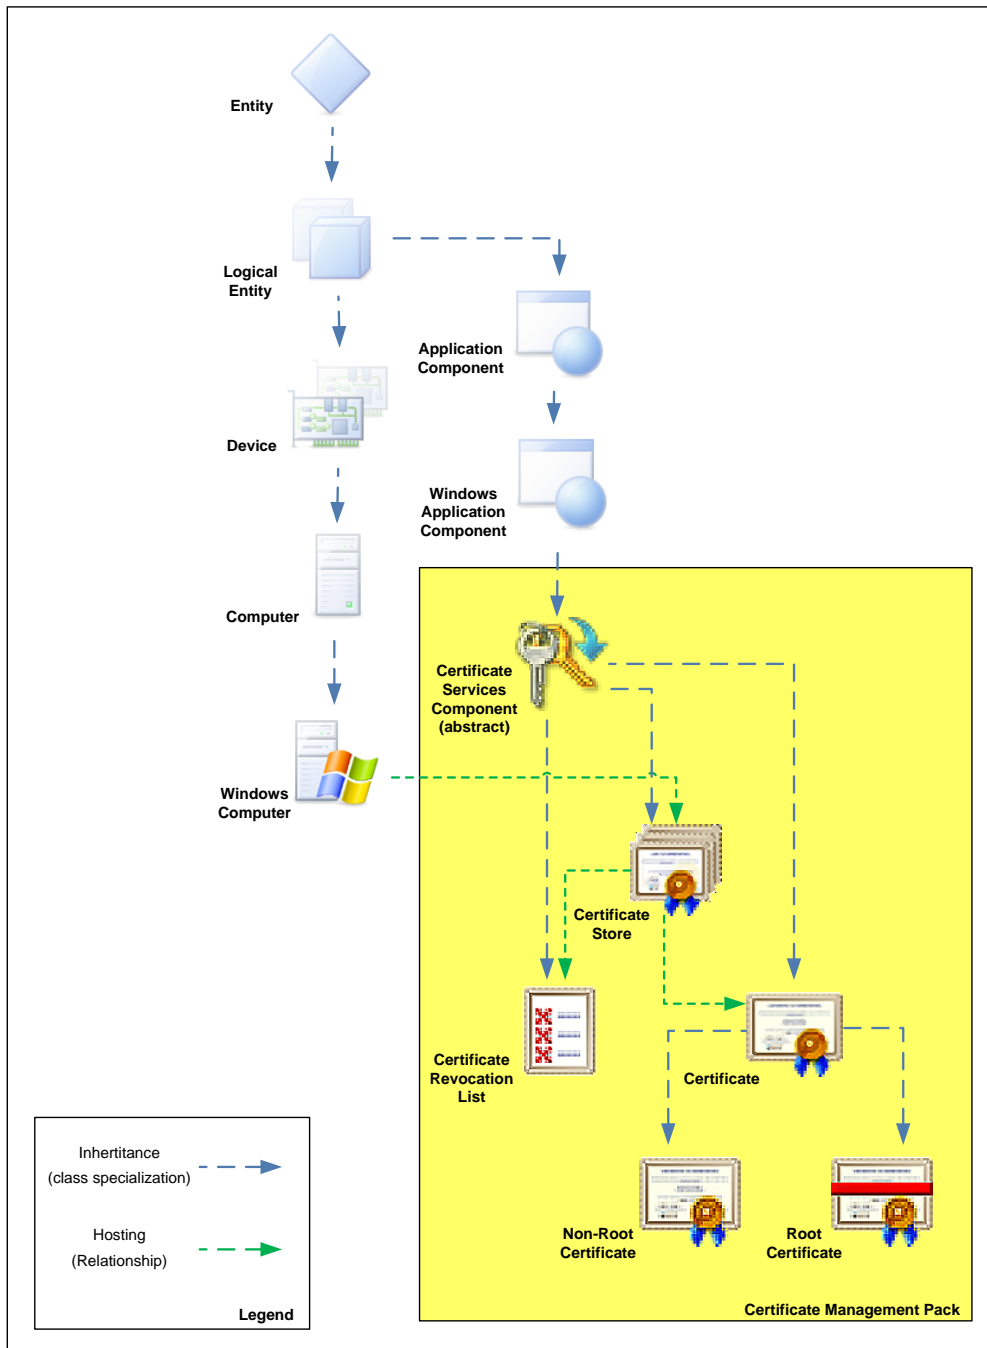 Entity
Logical
Entity
Application
Component
Device
Windows
Application
Component
Computer
Certificate
Services
Component
(abstract)
Windows
Computer
Certificate
Store
Certificate
Revocation
List
Certificate
Non-Root
Certificate
Root
Certificate
Inhertitance
(class specialization)
Hosting
(Relationship)
Legend
Certificate Management Pack